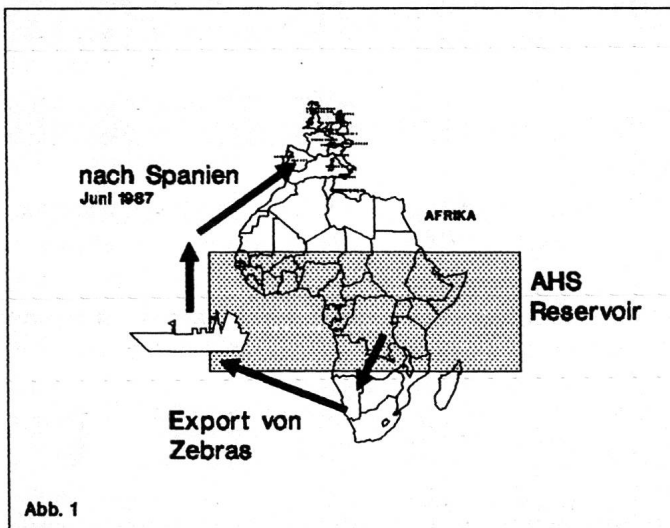 nach Spanien
Juni 1987
AFRIKA
AHS
Reservoir
Export von
Zebras
Abb. 1